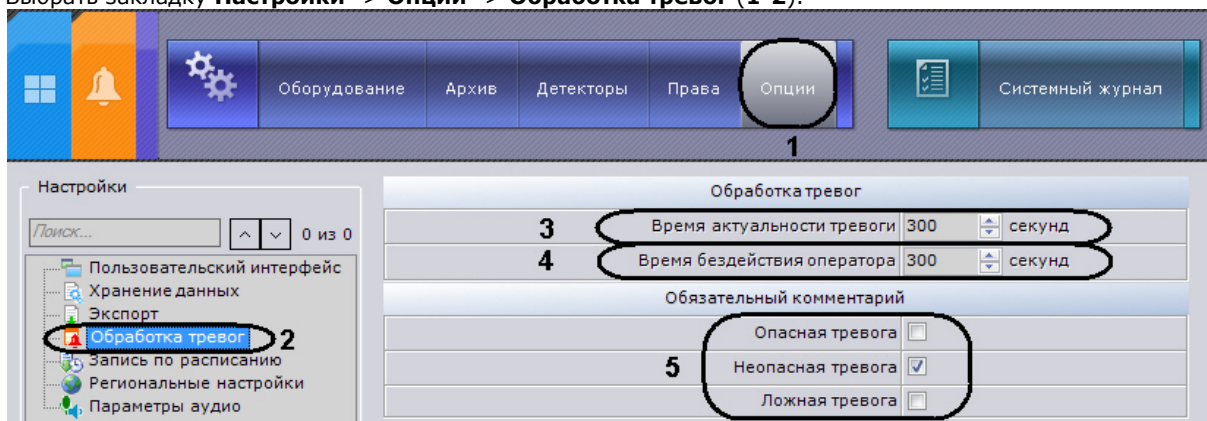 Выбрать закладку Настройки -> Опции -> Обработка тревог (1-2).
Оборудование Архив Детекторы Права Опции Системный журнал
1
Настройки
Поиск... 0 из 0
Пользовательский интерфейс
Хранение данных
Экспорт
Обработка тревог 2
Запись по расписанию
Региональные настройки
Параметры аудио
Обработка тревог
3 Время актуальности тревоги 300 секунд
4 Время бездействия оператора 300 секунд
Обязательный комментарий
Опасная тревога
5 Неопасная тревога
Ложная тревога